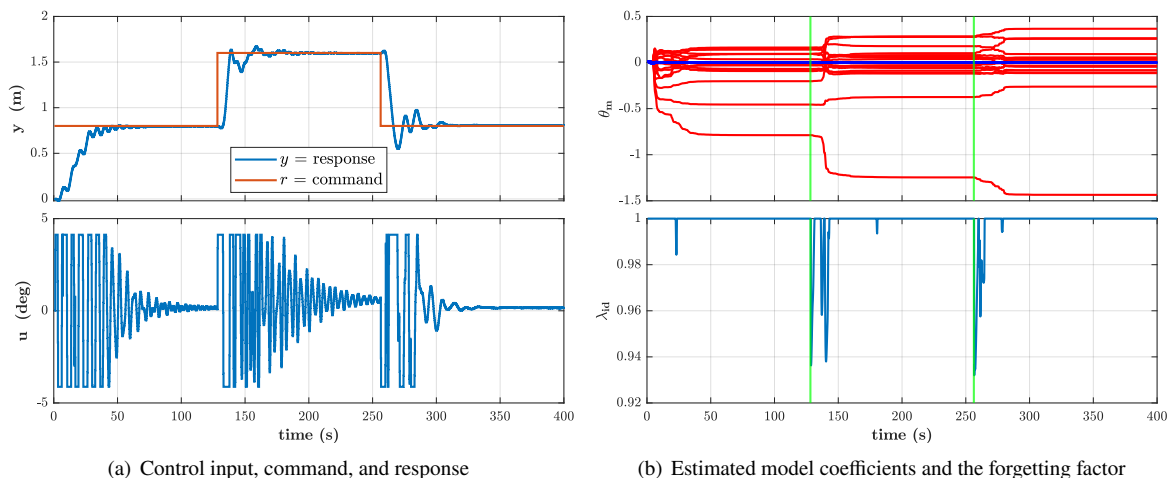 2
1.5
1
0.5
0
y (m)
y = response
r = command
5
0
-5
u (deg)
0 50 100 150 200 250 300 350 400
time (s)
(a) Control input, command, and response
0.5
0
-0.5
-1
-1.5
θm
1
0.98
0.96
0.94
0.92
λid
0 50 100 150 200 250 300 350 400
time (s)
(b) Estimated model coefficients and the forgetting factor